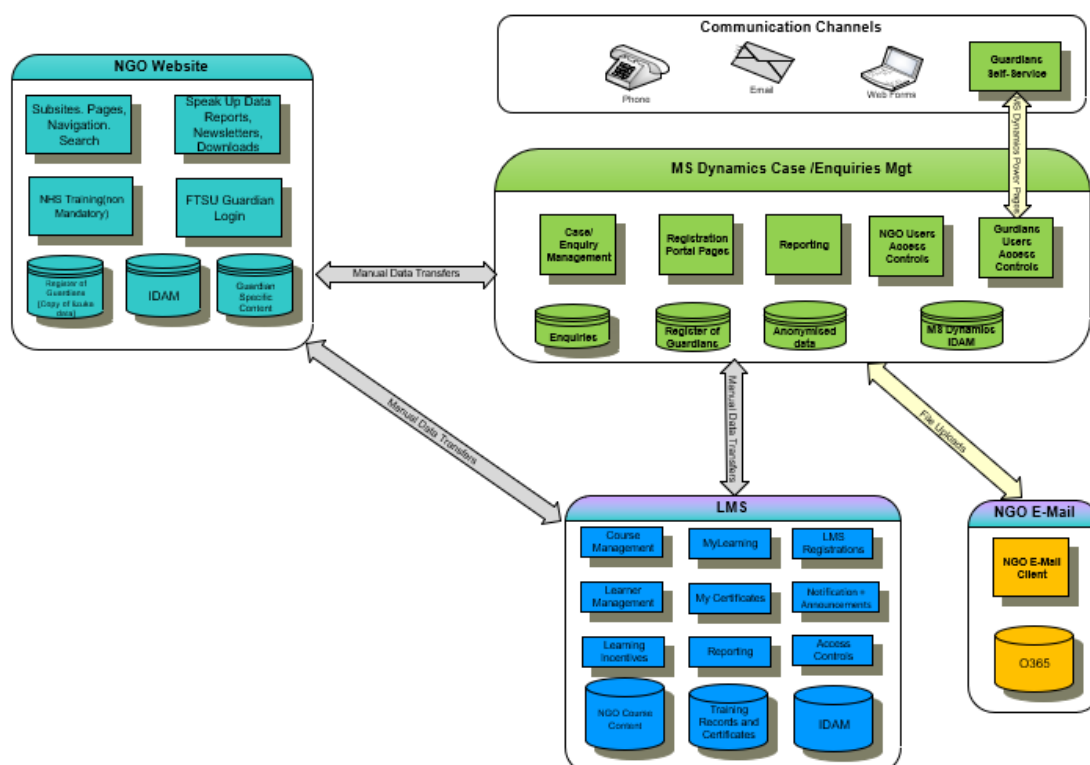 Communication Channels
Phone
Email
Web Forms
Guardians
Self-Service
MS Dynamics Power Pages
NGO Website
Subsites. Pages,
Navigation.
Search
Speak Up Data
Reports,
Newsletters,
Downloads
NHS Training(non
Mandatory)
FTSU Guardian
Login
Register of
Guardians
[Copy of
data]
IDAM
Guardian
Specific
Content
Manual Data Transfers
MS Dynamics Case /Enquiries Mgt
Case/
Enquiry
Management
Registration
Portal Pages
Reporting
NGO Users
Access
Controls
Gurdians
Users
Access
Controls
Enquiries
Register of
Guardians
Anonymised
data
MS Dynamics
IDAM
Manual Data Transfers
Manual Data Transfers
File Uploads
LMS
Course
Management
MyLearning
LMS
Registrations
Learner
Management
My Certificates
Notification +
Announcements
Learning
Incentives
Reporting
Access
Controls
NGO Course
Content
Training
Records and
Certificates
IDAM
NGO E-Mail
NGO E-Mail
Client
O365